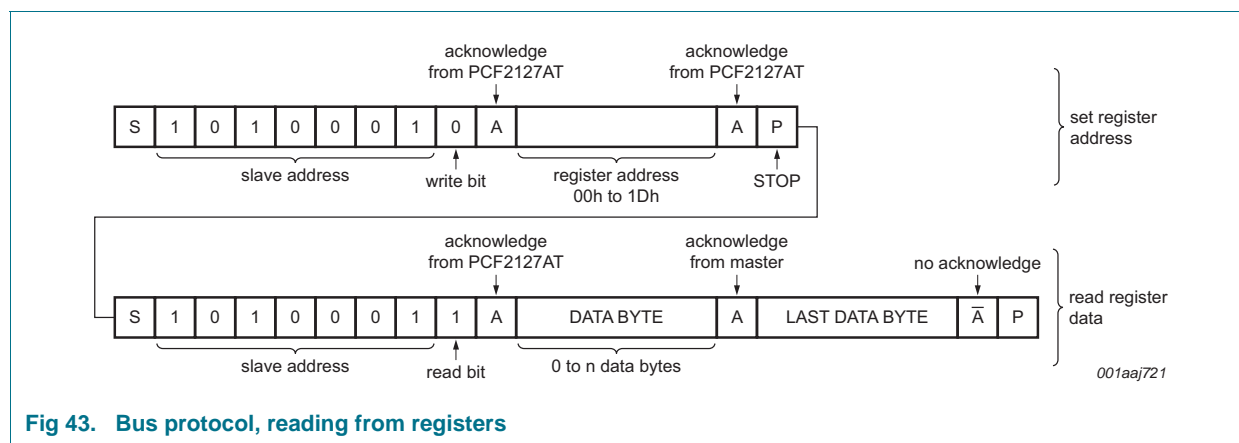 acknowledge
from PCF2127AT
acknowledge
from PCF2127AT
S 1 0 1 0 0 0 1 0 A A P
set register
address
slave address
write bit
register address
00h to 1Dh
STOP
acknowledge
from PCF2127AT
acknowledge
from master
no acknowledge
S 1 0 1 0 0 0 1 1 A DATA BYTE A LAST DATA BYTE A̅ P
read register
data
slave address
read bit
0 to n data bytes
001aaj721
Fig 43. Bus protocol, reading from registers